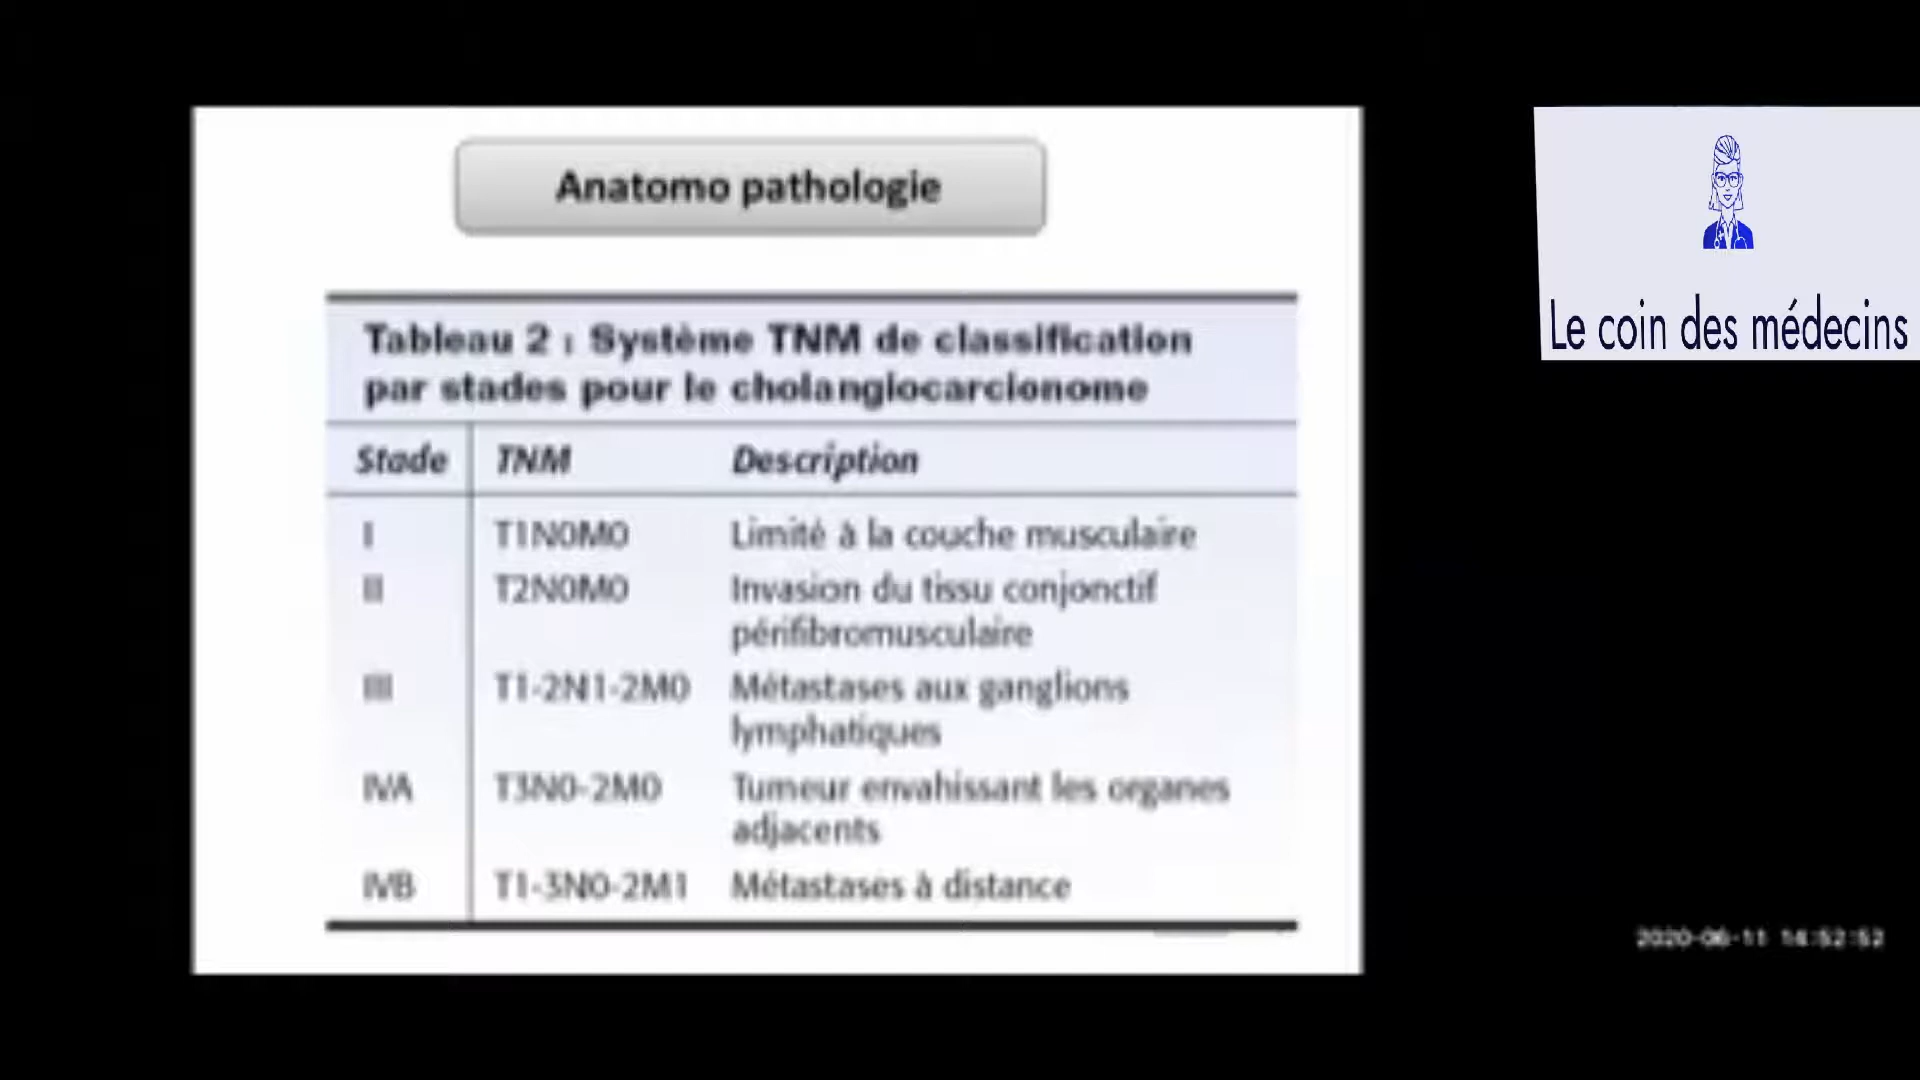 Anatomo pathologie
Tableau 2 : Système TNM de classification
par stades pour le cholangiocarcionome
Stade TNM Description
I T1N0M0 Limité à la couche musculaire
II T2N0M0 Invasion du tissu conjonctif
périfibromusculaire
III T1-2N1-2M0 Métastases aux ganglions
lymphatiques
IVA T3N0-2M0 Tumeur envahissant les organes
adjacents
IVB T1-3N0-2M1 Métastases à distance
Le coin des médecins
2020-06-11 14:52:52